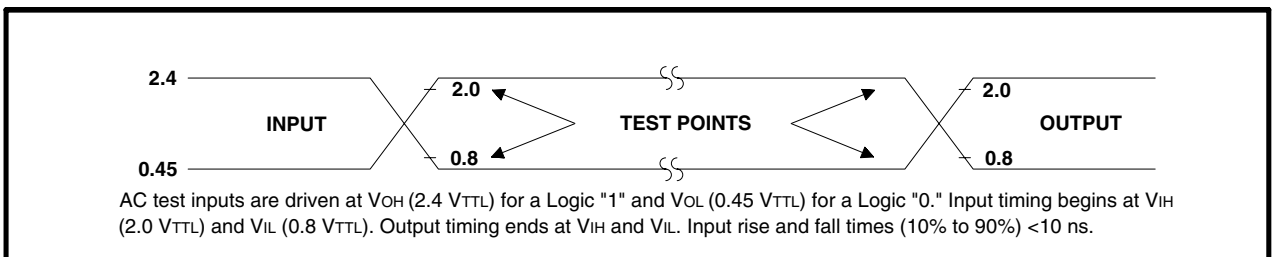 2.4
2.0
2.0
INPUT
TEST POINTS
OUTPUT
0.8
0.8
0.45
AC test inputs are driven at VOH (2.4 VTTL) for a Logic "1" and VOL (0.45 VTTL) for a Logic "0." Input timing begins at VIH
(2.0 VTTL) and VIL (0.8 VTTL). Output timing ends at VIH and VIL. Input rise and fall times (10% to 90%) <10 ns.